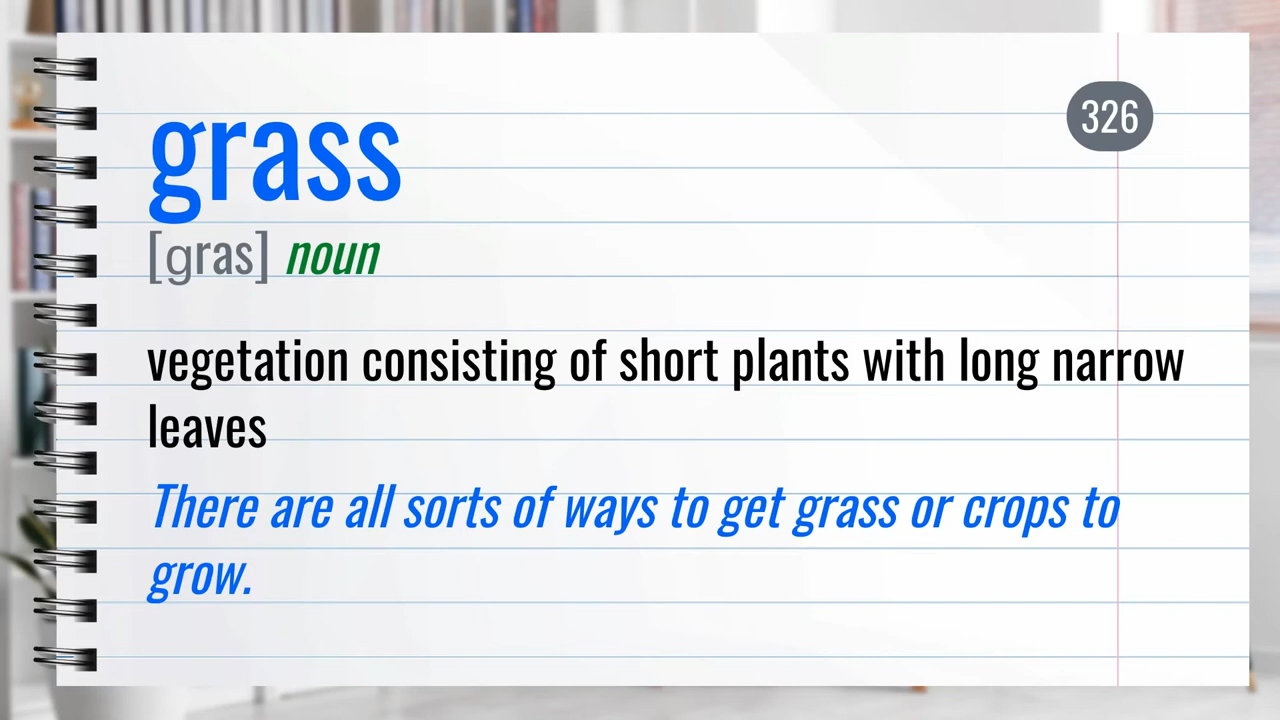 326
grass
[gras] noun
vegetation consisting of short plants with long narrow
leaves
There are all sorts of ways to get grass or crops to
grow.